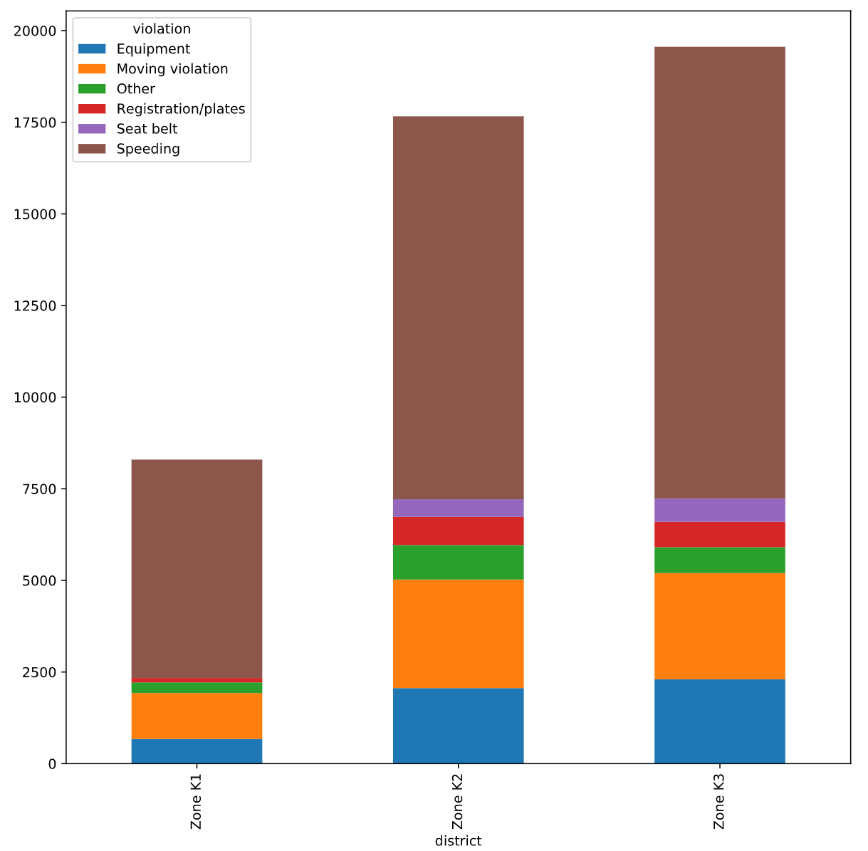 violation
Equipment
Moving violation
Other
Registration/plates
Seat belt
Speeding
20000
17500
15000
12500
10000
7500
5000
2500
0
Zone K1
Zone K2
Zone K3
district